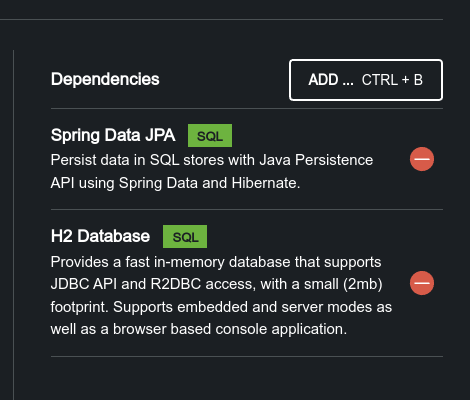 Dependencies
ADD ... CTRL + B
Spring Data JPA SQL
Persist data in SQL stores with Java Persistence
API using Spring Data and Hibernate.
H2 Database SQL
Provides a fast in-memory database that supports
JDBC API and R2DBC access, with a small (2mb)
footprint. Supports embedded and server modes as
well as a browser based console application.